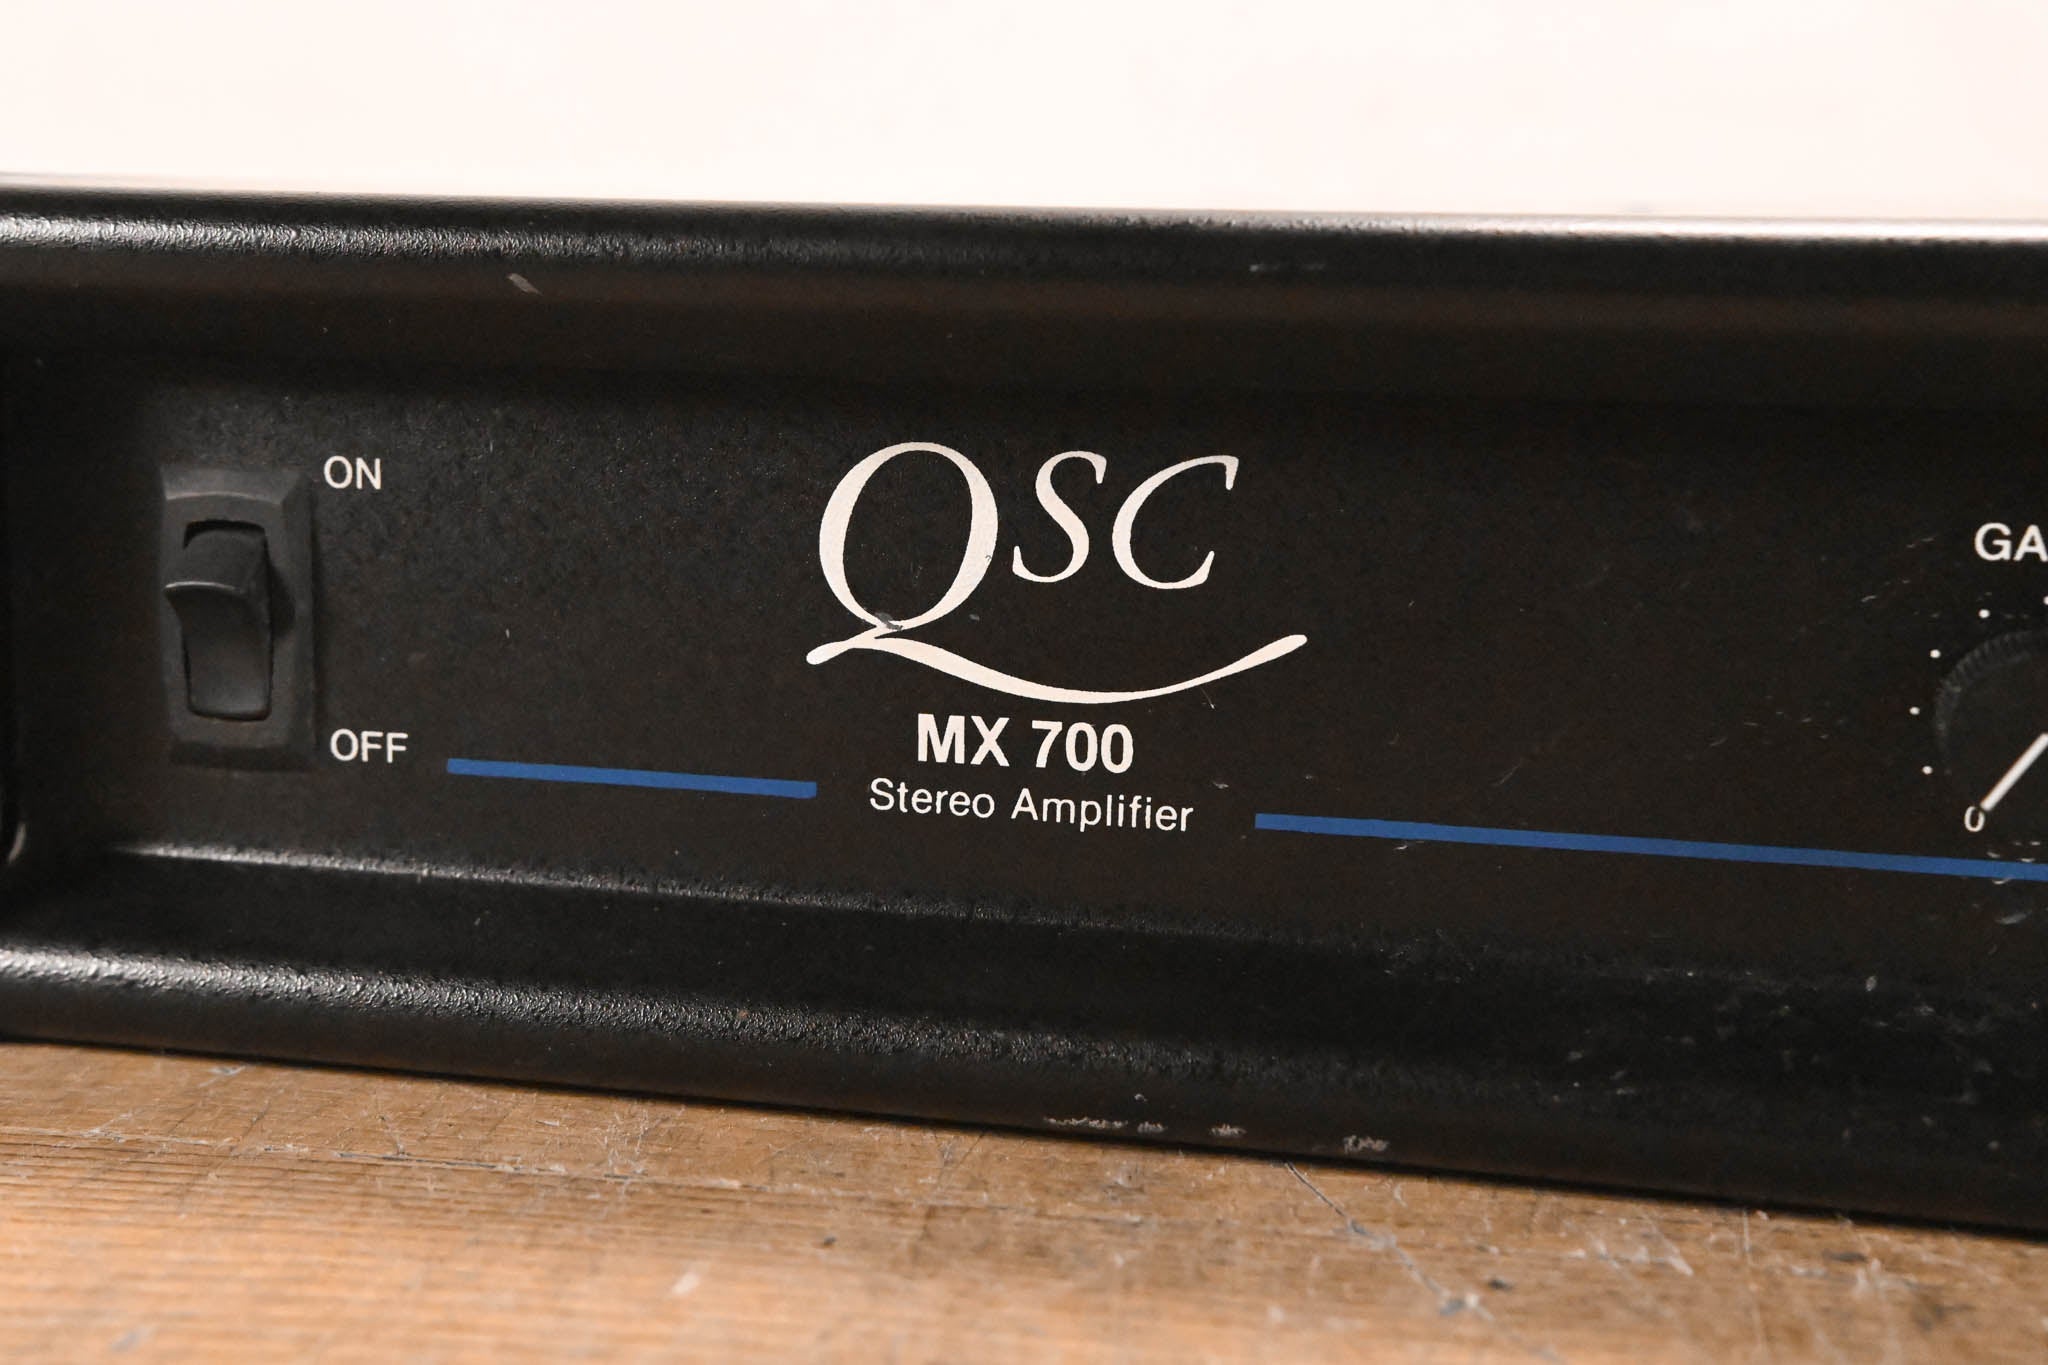 ON
QSC
GA
OFF
MX 700
Stereo Amplifier
0